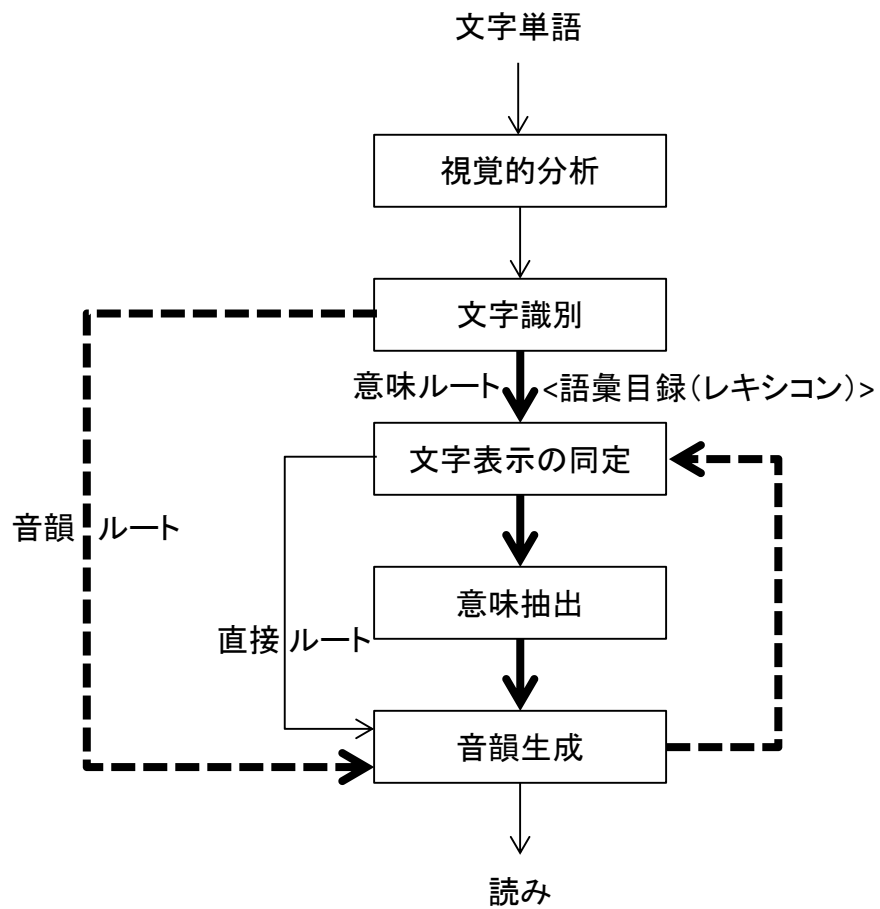 文字単語
視覚的分析
文字識別
意味ルート
<語彙目録(レキシコン)>
文字表示の同定
音韻ルート
意味抽出
直接ルート
音韻生成
読み